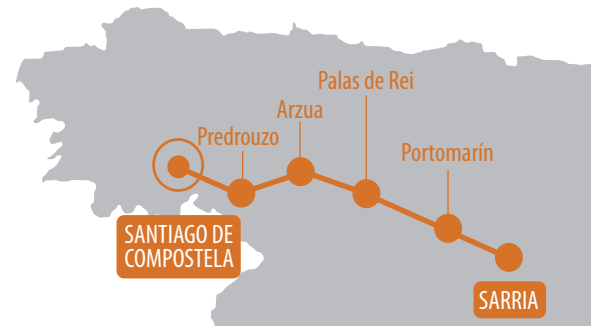 Palas de Rei
Arzua
Predrouzo
Portomarín
SANTIAGO DE
COMPOSTELA
SARRIA